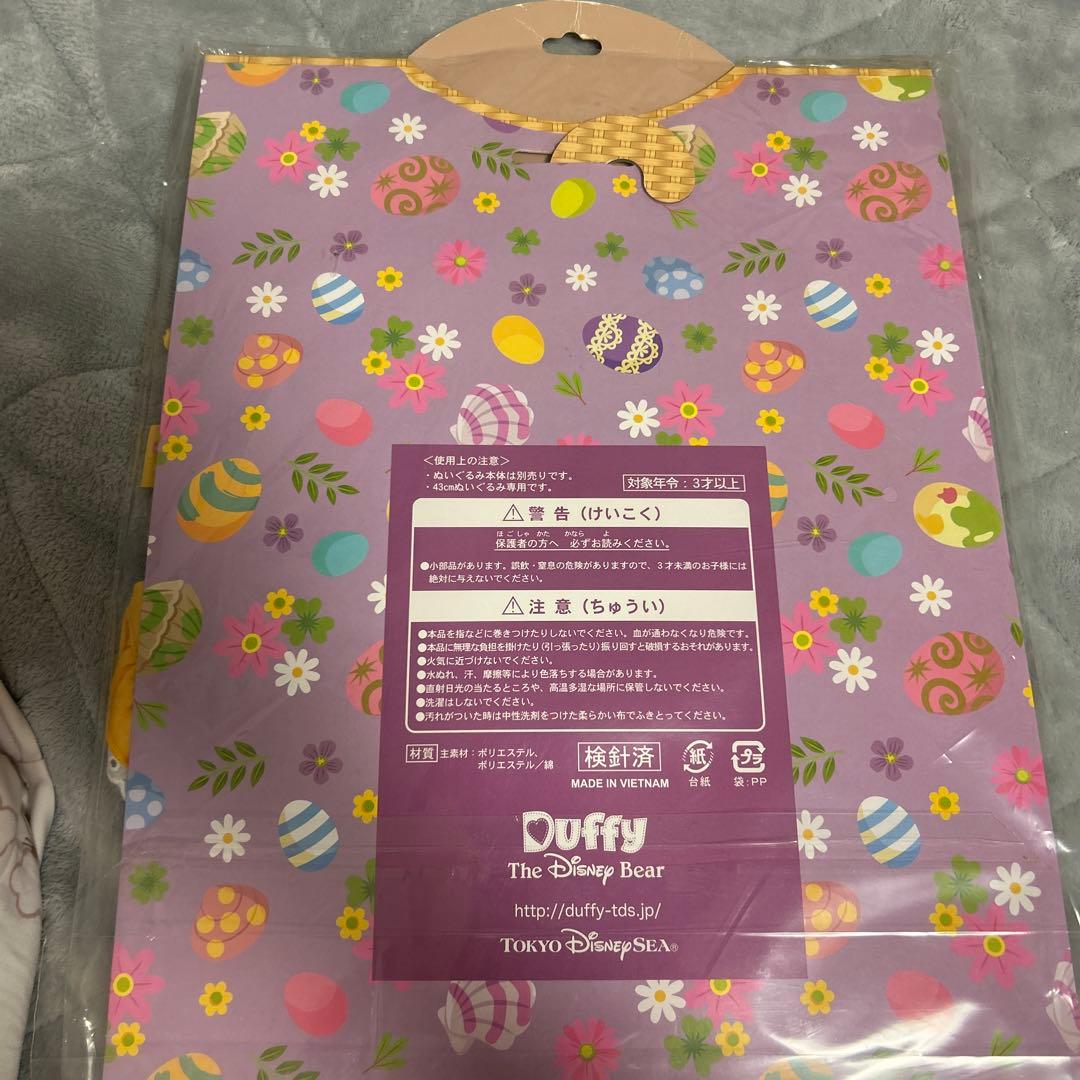 ＜使用上の注意＞
・ぬいぐるみ本体は別売りです。
・43cmぬいぐるみ専用です。
対象年令：3才以上
⚠警告（けいこく）
ほごしゃ かた かなら よ
保護者の方へ 必ずお読みください。
●小部品があります。誤飲・窒息の危険がありますので、3才未満のお子様には
絶対に与えないでください。
⚠注意（ちゅうい）
●本品を指などに巻きつけたりしないでください。血が通わなくなり危険です。
●本品に無理な負担を掛けたり（引っ張ったり）振り回すと破損するおそれがあります。
●火気に近づけないでください。
●水ぬれ、汗、摩擦等により色落ちする場合があります。
●直射日光の当たるところや、高温多湿な場所に保管しないでください。
●洗濯はしないでください。
●汚れがついた時は中性洗剤をつけた柔らかい布でふきとってください。
材質 主素材：ポリエステル、
ポリエステル／綿
検針済
MADE IN VIETNAM
紙
台紙
プラ
袋:PP
Duffy
The Disney Bear
http://duffy-tds.jp/
TOKYO DISNEYSEA®